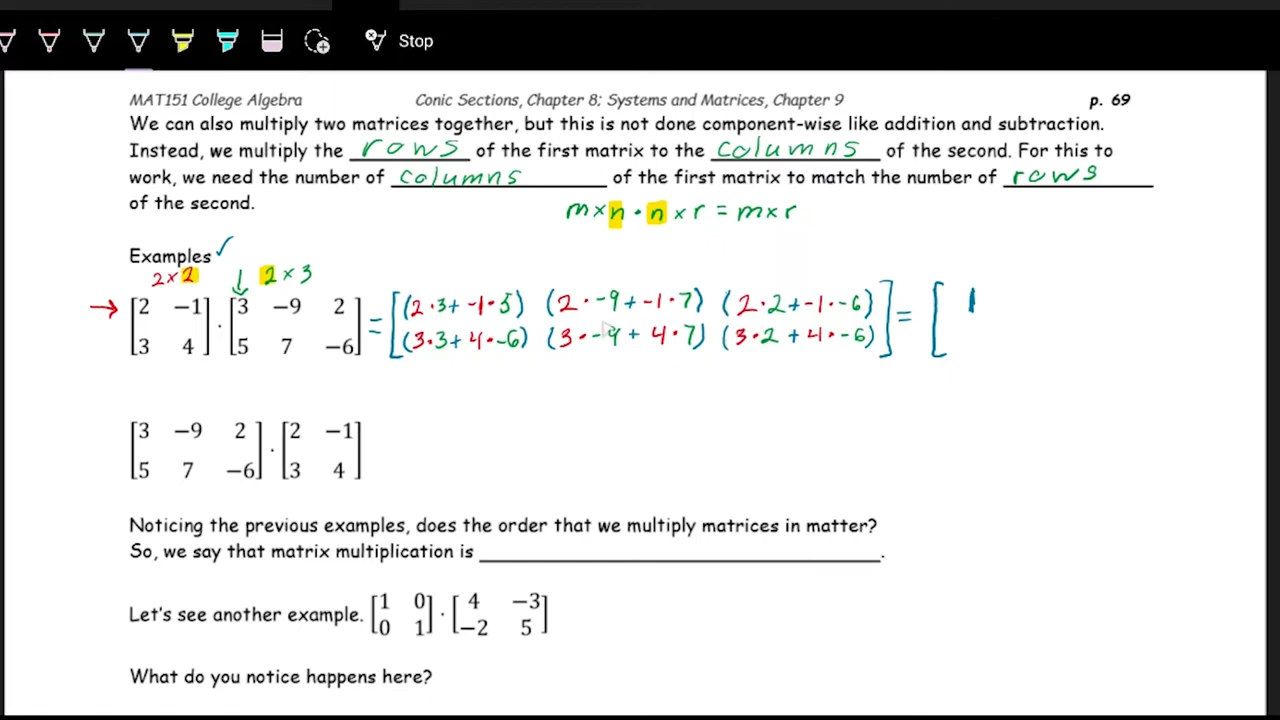 Stop
MAT151 College Algebra Conic Sections, Chapter 8; Systems and Matrices, Chapter 9 p. 69
We can also multiply two matrices together, but this is not done component-wise like addition and subtraction.
Instead, we multiply the rows of the first matrix to the columns of the second. For this to
work, we need the number of columns of the first matrix to match the number of rows
of the second.
m×n · n×r = m×r
Examples ✓
2×2 ↓ 2×3
→ [2 −1] · [3 −9 2] = [(2·3+-1·5) (2·-9+-1·7) (2·2+-1·-6)] = [ 1
[3 4] [5 7 −6] [(3·3+4·-6) (3·-9+4·7) (3·2+4·-6)]
[3 −9 2] · [2 −1]
[5 7 −6] [3 4]
Noticing the previous examples, does the order that we multiply matrices in matter?
So, we say that matrix multiplication is ____________.
Let's see another example. [1 0] · [4 −3]
[0 1] [−2 5]
What do you notice happens here?